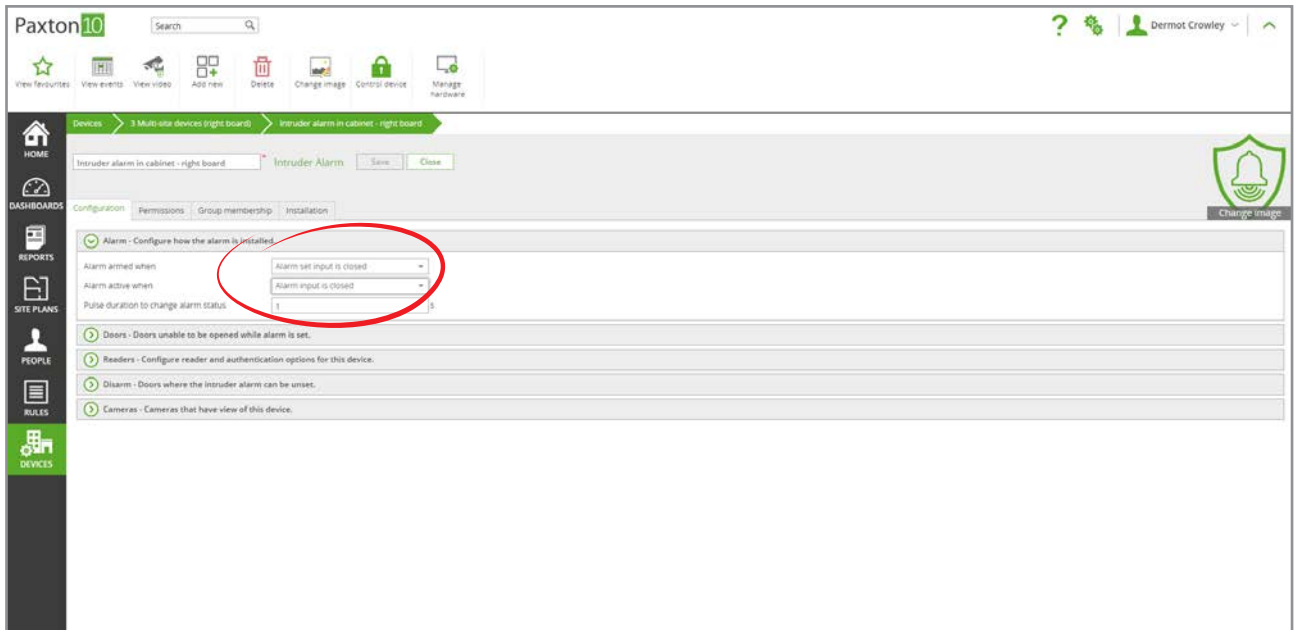 Paxton10
Search
Dermot Crowley
View favourites
View events
View video
Add new
Delete
Change image
Control device
Manage hardware
Devices
3 Multi-site devices (right board)
Intruder alarm in cabinet - right board
HOME
Intruder alarm in cabinet - right board *
Intruder Alarm
Save
Close
DASHBOARDS
Change image
Configuration
Permissions
Group membership
Installation
Alarm - Configure how the alarm is installed.
REPORTS
Alarm armed when
Alarm set input is closed
Alarm active when
Alarm input is closed
Pulse duration to change alarm status
1
s
SITE PLANS
Doors - Doors unable to be opened while alarm is set.
Readers - Configure reader and authentication options for this device.
PEOPLE
Disarm - Doors where the intruder alarm can be unset.
Cameras - Cameras that have view of this device.
RULES
DEVICES